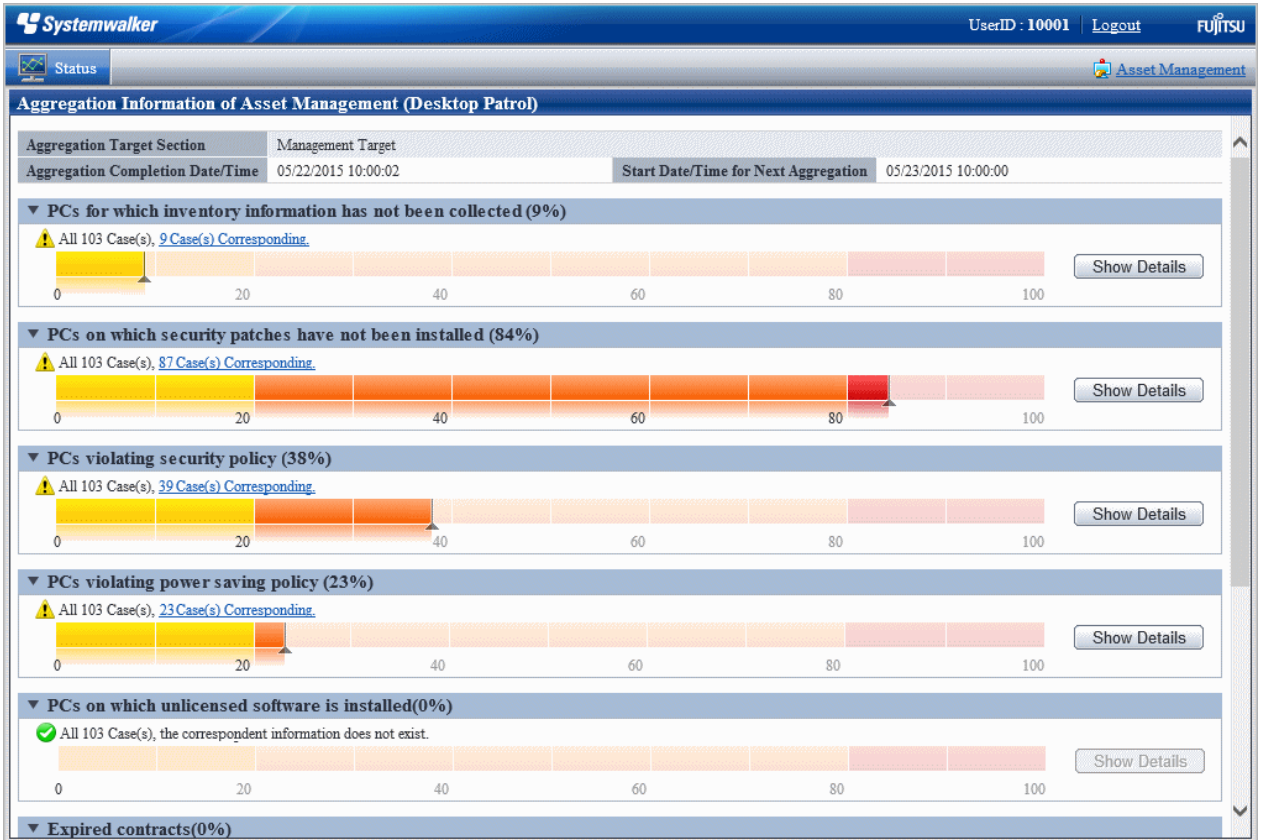 Systemwalker UserID : 10001 Logout FUJITSU
Status Asset Management
Aggregation Information of Asset Management (Desktop Patrol)
Aggregation Target Section Management Target
Aggregation Completion Date/Time 05/22/2015 10:00:02 Start Date/Time for Next Aggregation 05/23/2015 10:00:00
PCs for which inventory information has not been collected (9%)
All 103 Case(s), 9 Case(s) Corresponding.
Show Details
0 20 40 60 80 100
PCs on which security patches have not been installed (84%)
All 103 Case(s), 87 Case(s) Corresponding.
Show Details
0 20 40 60 80 100
PCs violating security policy (38%)
All 103 Case(s), 39 Case(s) Corresponding.
Show Details
0 20 40 60 80 100
PCs violating power saving policy (23%)
All 103 Case(s), 23 Case(s) Corresponding.
Show Details
0 20 40 60 80 100
PCs on which unlicensed software is installed(0%)
All 103 Case(s), the correspondent information does not exist.
Show Details
0 20 40 60 80 100
Expired contracts(0%)